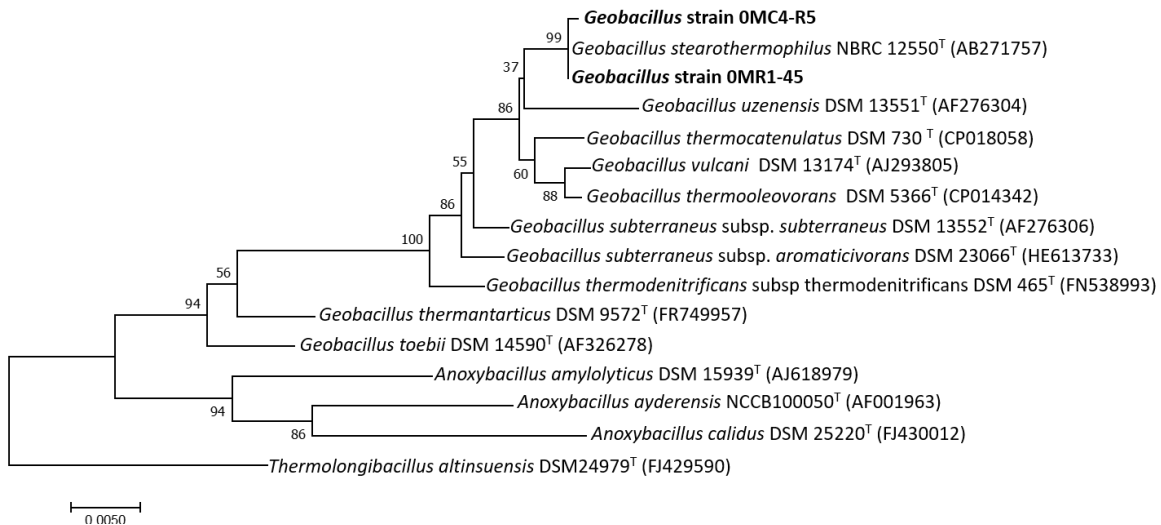 Geobacillus strain 0MC4-R5
99
Geobacillus stearothermophilus NBRC 12550ᵀ (AB271757)
37
Geobacillus strain 0MR1-45
86
Geobacillus uzenensis DSM 13551ᵀ (AF276304)
Geobacillus thermocatenulatus DSM 730 ᵀ (CP018058)
55
Geobacillus vulcani DSM 13174ᵀ (AJ293805)
60
88
Geobacillus thermooleovorans DSM 5366ᵀ (CP014342)
86
Geobacillus subterraneus subsp. subterraneus DSM 13552ᵀ (AF276306)
100
Geobacillus subterraneus subsp. aromaticivorans DSM 23066ᵀ (HE613733)
56
Geobacillus thermodenitrificans subsp thermodenitrificans DSM 465ᵀ (FN538993)
94
Geobacillus thermantarticus DSM 9572ᵀ (FR749957)
Geobacillus toebii DSM 14590ᵀ (AF326278)
Anoxybacillus amylolyticus DSM 15939ᵀ (AJ618979)
94
Anoxybacillus ayderensis NCCB100050ᵀ (AF001963)
86
Anoxybacillus calidus DSM 25220ᵀ (FJ430012)
Thermolongibacillus altinsuensis DSM24979ᵀ (FJ429590)
0.0050